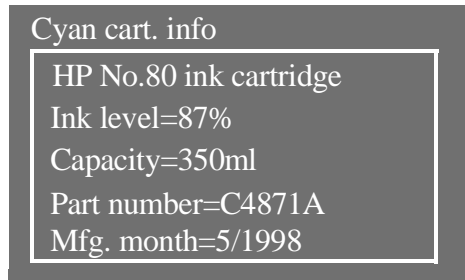 Cyan cart. info
HP No.80 ink cartridge
Ink level=87%
Capacity=350ml
Part number=C4871A
Mfg. month=5/1998